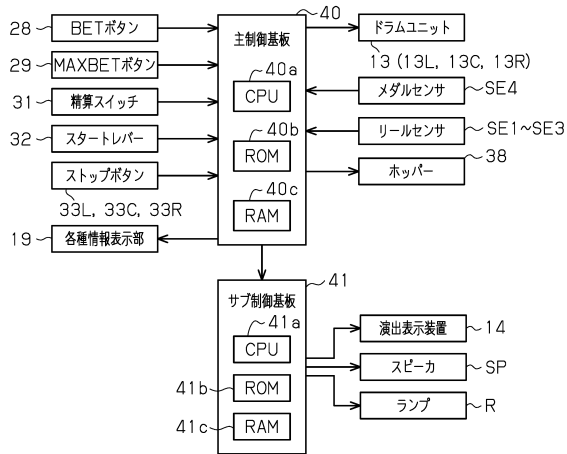 28 BETボタン
29 MAXBETボタン
31 精算スイッチ
32 スタートレバー
ストップボタン
33L, 33C, 33R
19 各種情報表示部
40
主制御基板
40a
CPU
40b
ROM
40c
RAM
ドラムユニット
13 (13L, 13C, 13R)
メダルセンサ SE4
リールセンサ SE1~SE3
38
ホッパー
41
サブ制御基板
41a
CPU
41b ROM
41c RAM
演出表示装置 14
スピーカ SP
ランプ R